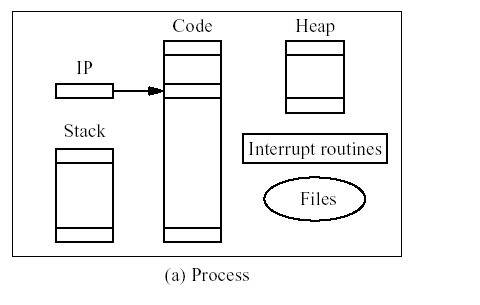 Code
Heap
IP
Stack
Interrupt routines
Files
(a) Process